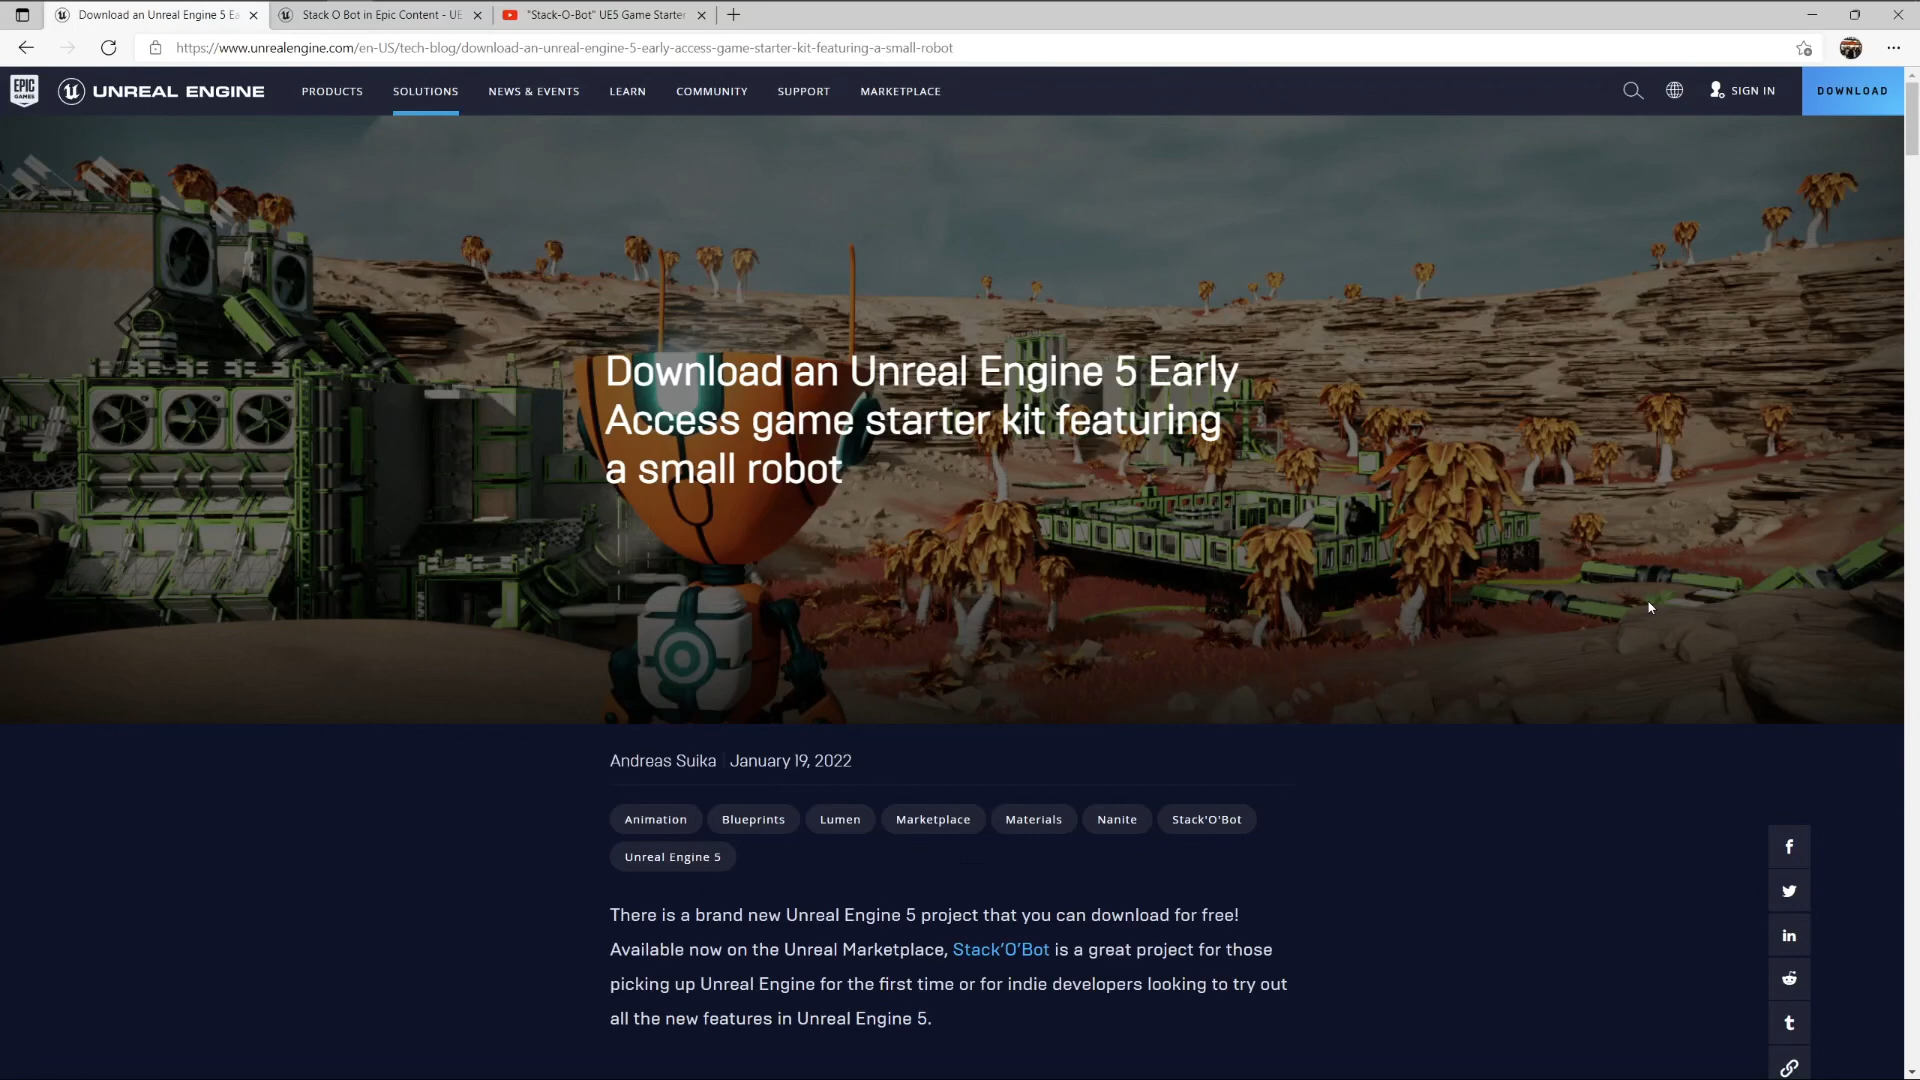 Download an Unreal Engine 5 Ea
Stack O Bot in Epic Content - UE
"Stack-O-Bot" UE5 Game Starter
https://www.unrealengine.com/en-US/tech-blog/download-an-unreal-engine-5-early-access-game-starter-kit-featuring-a-small-robot
EPIC GAMES
UNREAL ENGINE
PRODUCTS
SOLUTIONS
NEWS & EVENTS
LEARN
COMMUNITY
SUPPORT
MARKETPLACE
SIGN IN
DOWNLOAD
Download an Unreal Engine 5 Early
Access game starter kit featuring
a small robot
Andreas Suika January 19, 2022
Animation
Blueprints
Lumen
Marketplace
Materials
Nanite
Stack'O'Bot
Unreal Engine 5
There is a brand new Unreal Engine 5 project that you can download for free!
Available now on the Unreal Marketplace, Stack’O’Bot is a great project for those
picking up Unreal Engine for the first time or for indie developers looking to try out
all the new features in Unreal Engine 5.